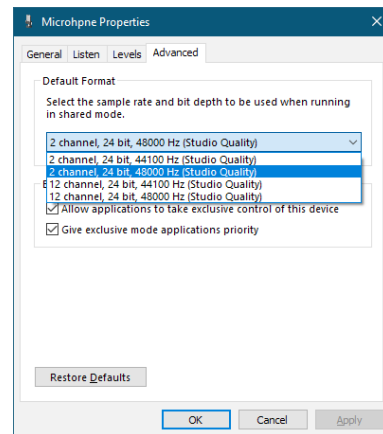 Microhpne Properties
General Listen Levels Advanced
Default Format
Select the sample rate and bit depth to be used when running
in shared mode.
2 channel, 24 bit, 48000 Hz (Studio Quality)
2 channel, 24 bit, 44100 Hz (Studio Quality)
2 channel, 24 bit, 48000 Hz (Studio Quality)
12 channel, 24 bit, 44100 Hz (Studio Quality)
12 channel, 24 bit, 48000 Hz (Studio Quality)
Allow applications to take exclusive control of this device
Give exclusive mode applications priority
Restore Defaults
OK Cancel Apply